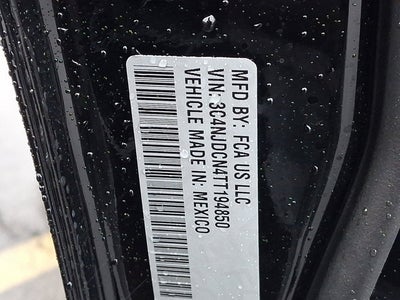 MFD BY: FCA US LLC
VIN: 3C4NJDCN4TT194850
VEHICLE MADE IN: MEXICO